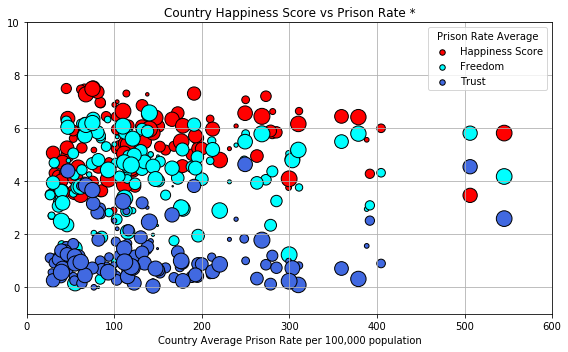 Country Happiness Score vs Prison Rate *
10
8
6
4
2
0
Prison Rate Average
Happiness Score
Freedom
Trust
0 100 200 300 400 500 600
Country Average Prison Rate per 100,000 population